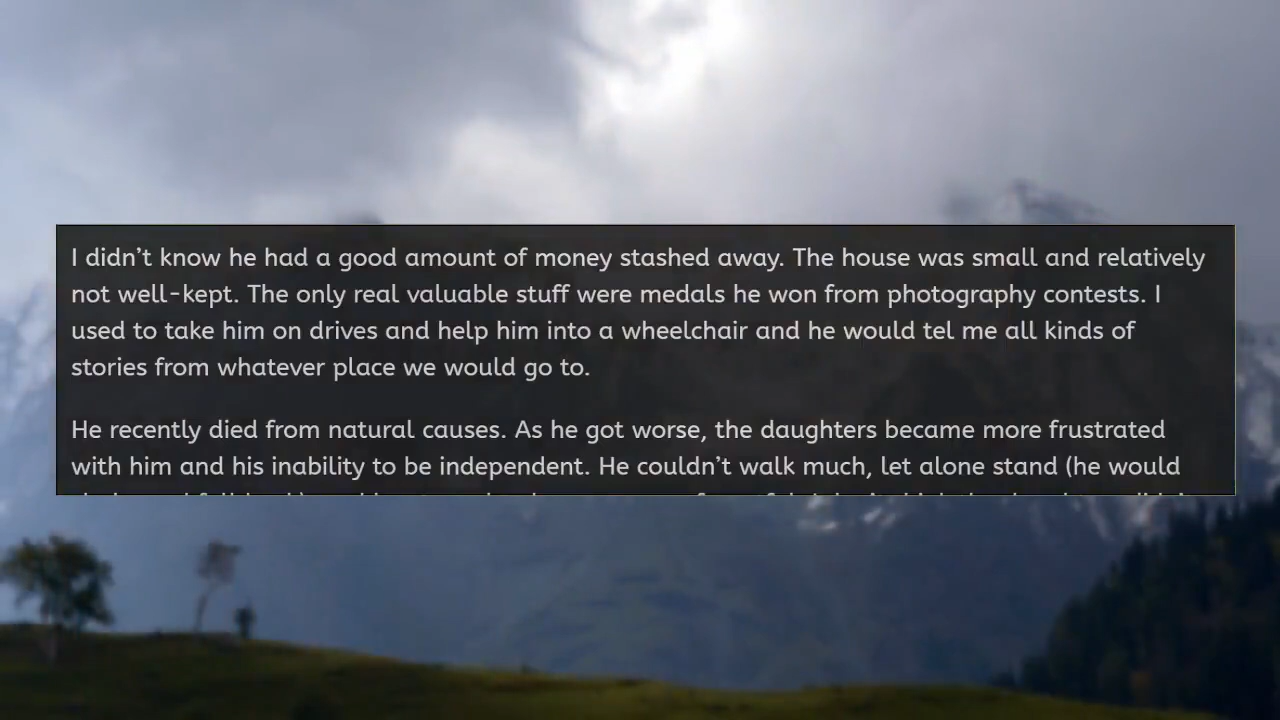 I didn’t know he had a good amount of money stashed away. The house was small and relatively
not well-kept. The only real valuable stuff were medals he won from photography contests. I
used to take him on drives and help him into a wheelchair and he would tel me all kinds of
stories from whatever place we would go to.
He recently died from natural causes. As he got worse, the daughters became more frustrated
with him and his inability to be independent. He couldn’t walk much, let alone stand (he would